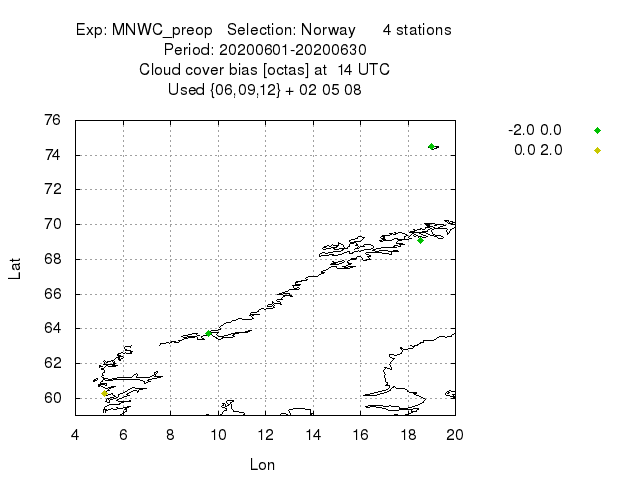 Exp: MNWC_preop Selection: Norway 4 stations
Period: 20200601-20200630
Cloud cover bias [octas] at 14 UTC
Used {06,09,12} + 02 05 08
-2.0 0.0
0.0 2.0
76
74
72
70
68
66
64
62
60
Lat
4 6 8 10 12 14 16 18 20
Lon